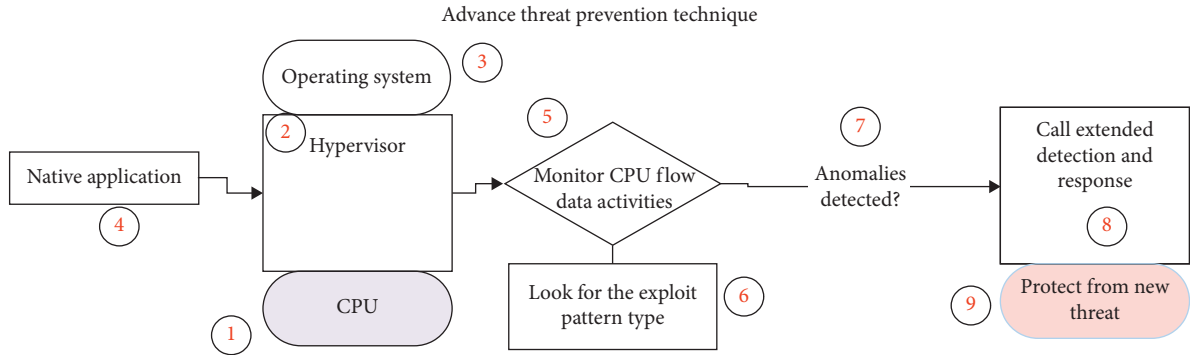 Advance threat prevention technique
Operating system
3
2
Hypervisor
Native application
4
CPU
1
5
Monitor CPU flow
data activities
Look for the exploit
pattern type
6
7
Anomalies
detected?
Call extended
detection and
response
8
Protect from new
threat
9